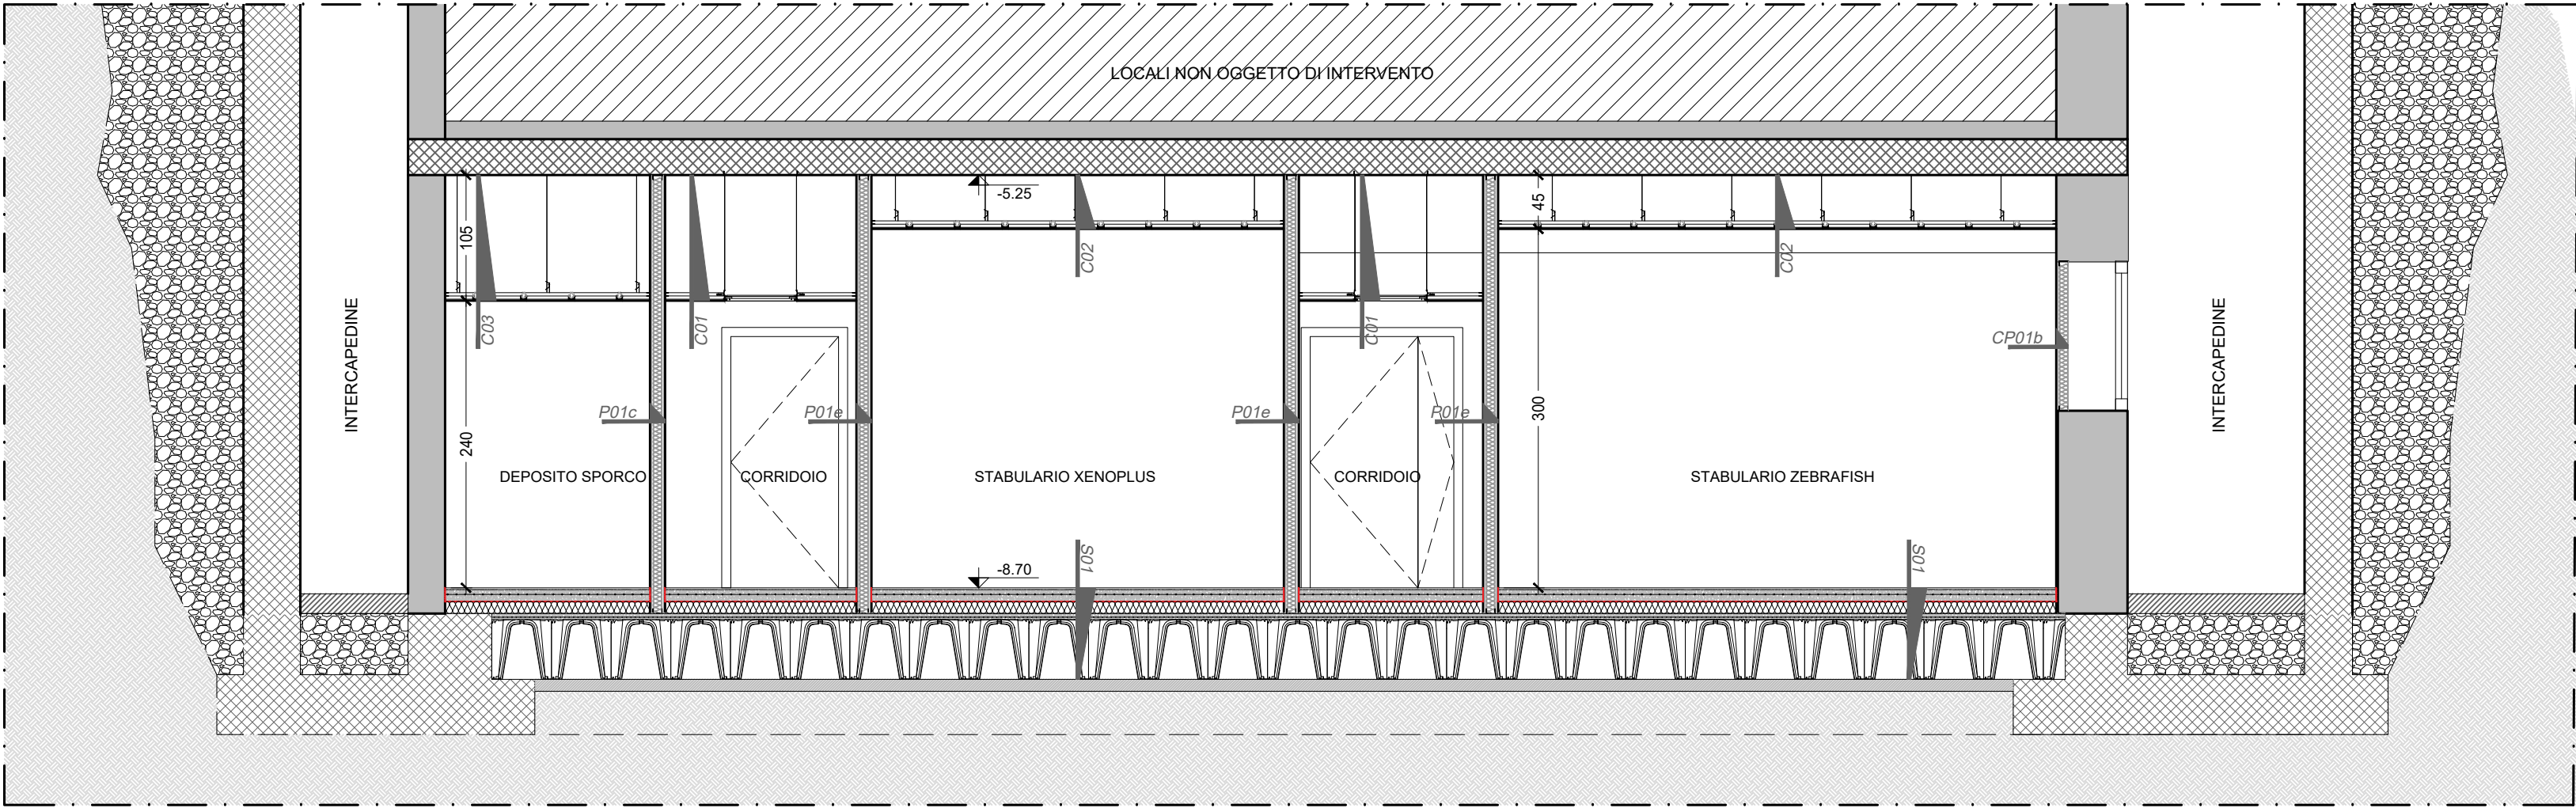 LOCALI NON OGGETTO DI INTERVENTO
-5.25
45
105
C02
C02
INTERCAPEDINE
C03
C01
C01
CP01b
INTERCAPEDINE
P01c
P01e
P01e
P01e
300
240
DEPOSITO SPORCO
CORRIDOIO
STABULARIO XENOPLUS
CORRIDOIO
STABULARIO ZEBRAFISH
-8.70
S01
S01